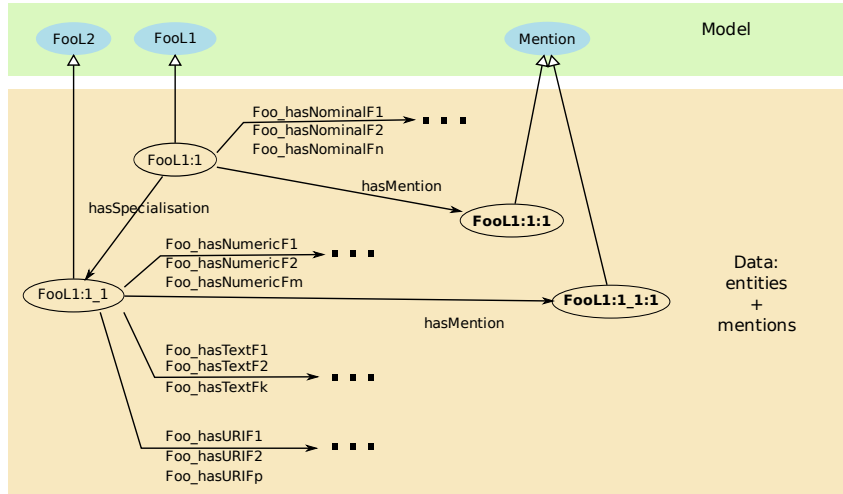 FooL2
FooL1
Mention
Model
Foo_hasNominalF1
Foo_hasNominalF2
Foo_hasNominalFn
FooL1:1
hasMention
hasSpecialisation
FooL1:1:1
Foo_hasNumericF1
Foo_hasNumericF2
Foo_hasNumericFm
FooL1:1_1
FooL1:1_1:1
Data:
entities
+
mentions
hasMention
Foo_hasTextF1
Foo_hasTextF2
Foo_hasTextFk
Foo_hasURIF1
Foo_hasURIF2
Foo_hasURIFp